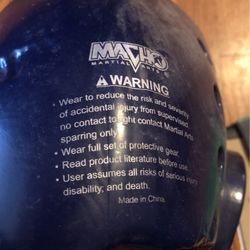 MACHO
MARTIAL ARTS
⚠ WARNING
• Wear to reduce the risk and severity
of accidental injury from supervised
no contact to light contact Martial Arts
sparring only.
• Wear full set of protective gear.
• Read product literature before use.
• User assumes all risks of serious injury,
disability; and death.
Made in China.